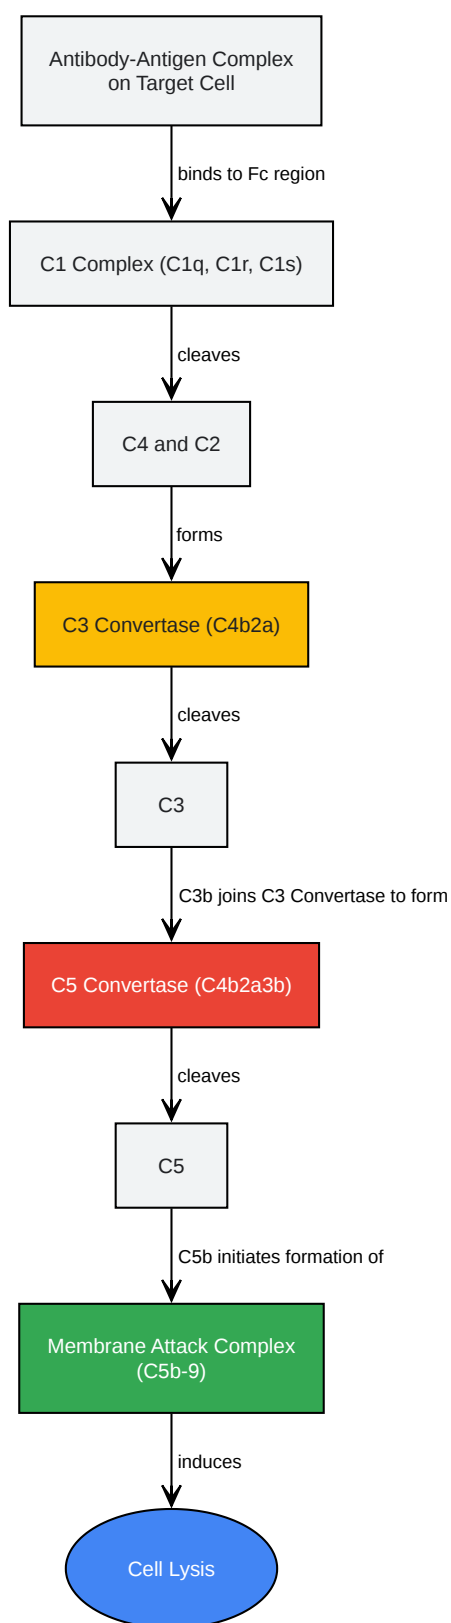 Antibody-Antigen Complex
on Target Cell
binds to Fc region
C1 Complex (C1q, C1r, C1s)
cleaves
C4 and C2
forms
C3 Convertase (C4b2a)
cleaves
C3
C3b joins C3 Convertase to form
C5 Convertase (C4b2a3b)
cleaves
C5
C5b initiates formation of
Membrane Attack Complex
(C5b-9)
induces
Cell Lysis